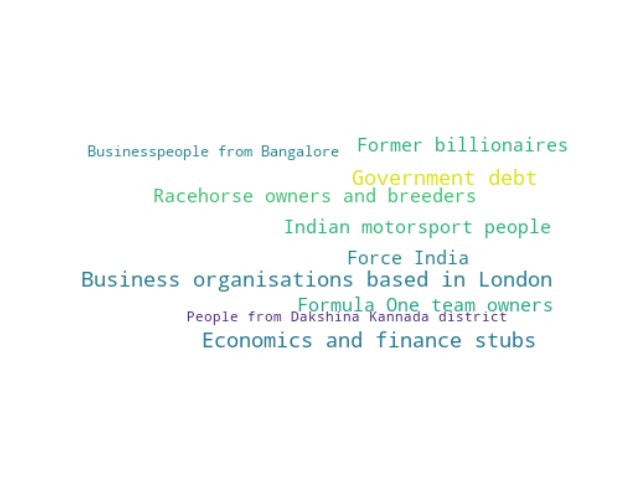 Former billionaires
Businesspeople from Bangalore
Government debt
Racehorse owners and breeders
Indian motorsport people
Force India
Business organisations based in London
Formula One team owners
People from Dakshina Kannada district
Economics and finance stubs